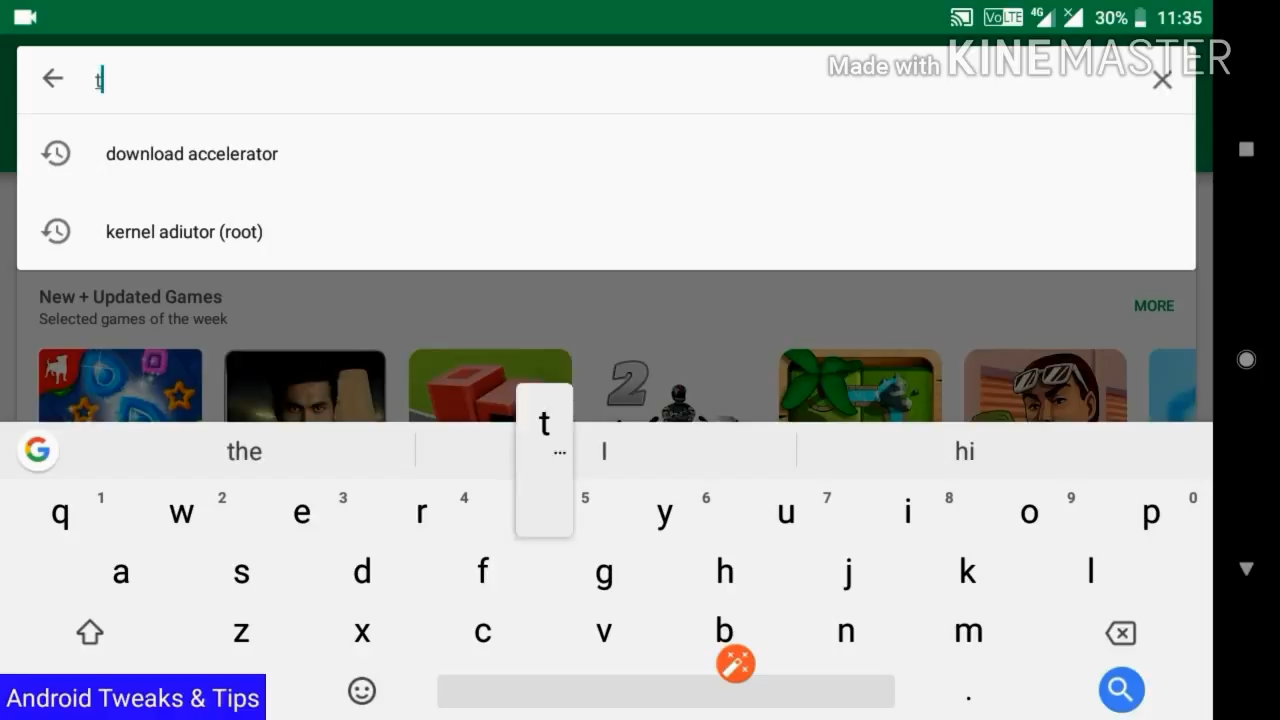 VoLTE 4G 30% 11:35
Made with KINEMASTER
t
download accelerator
kernel adiutor (root)
New + Updated Games
Selected games of the week
MORE
2
t
...
G
the
I
hi
q 1 w 2 e 3 r 4 5 y 6 u 7 i 8 o 9 p 0
a s d f g h j k l
z x c v b n m
.
Android Tweaks & Tips